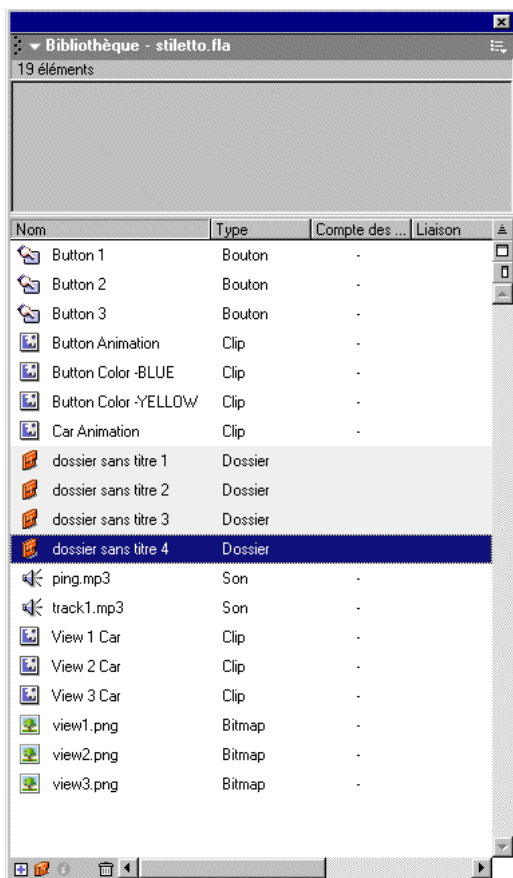 Bibliothèque - stiletto.fla
19 éléments
Nom Type Compte des ... Liaison
Button 1 Bouton -
Button 2 Bouton -
Button 3 Bouton -
Button Animation Clip -
Button Color -BLUE Clip -
Button Color -YELLOW Clip -
Car Animation Clip -
dossier sans titre 1 Dossier
dossier sans titre 2 Dossier
dossier sans titre 3 Dossier
dossier sans titre 4 Dossier
ping.mp3 Son -
track1.mp3 Son -
View 1 Car Clip -
View 2 Car Clip -
View 3 Car Clip -
view1.png Bitmap -
view2.png Bitmap -
view3.png Bitmap -